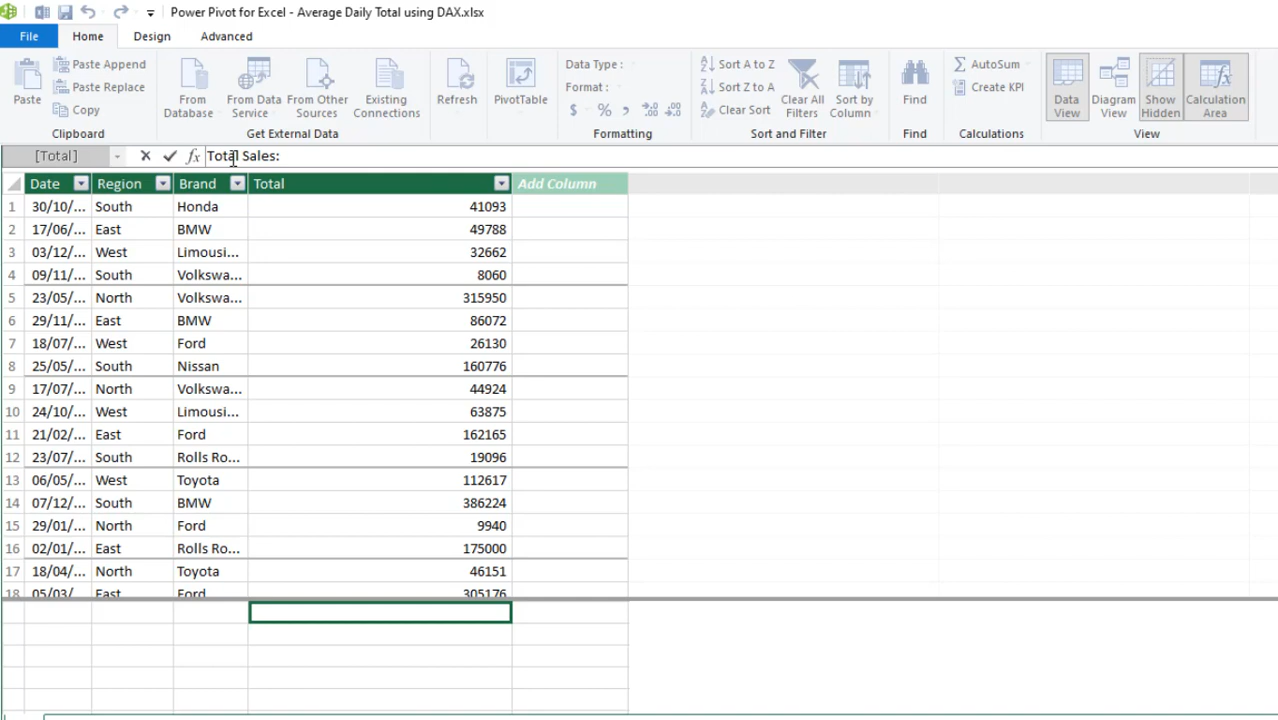 Power Pivot for Excel - Average Daily Total using DAX.xlsx
File Home Design Advanced
Paste Paste Append Paste Replace Copy
Clipboard
From Database From Data Service From Other Sources Existing Connections
Get External Data
Refresh
PivotTable
Data Type :
Format :
$ % , .00 .00
Formatting
Sort A to Z
Sort Z to A
Clear Sort
Clear All Filters
Sort by Column
Sort and Filter
Find
Find
AutoSum
Create KPI
Calculations
Data View Diagram View Show Hidden Calculation Area
View
[Total] fx Total Sales:
Date Region Brand Total Add Column
1 30/10/... South Honda 41093
2 17/06/... East BMW 49788
3 03/12/... West Limousi... 32662
4 09/11/... South Volkswa... 8060
5 23/05/... North Volkswa... 315950
6 29/11/... East BMW 86072
7 18/07/... West Ford 26130
8 25/05/... South Nissan 160776
9 17/07/... North Volkswa... 44924
10 24/10/... West Limousi... 63875
11 21/02/... East Ford 162165
12 23/07/... South Rolls Ro... 19096
13 06/05/... West Toyota 112617
14 07/12/... South BMW 386224
15 29/01/... North Ford 9940
16 02/01/... East Rolls Ro... 175000
17 18/04/... North Toyota 46151
18 05/03/ East Ford 305176